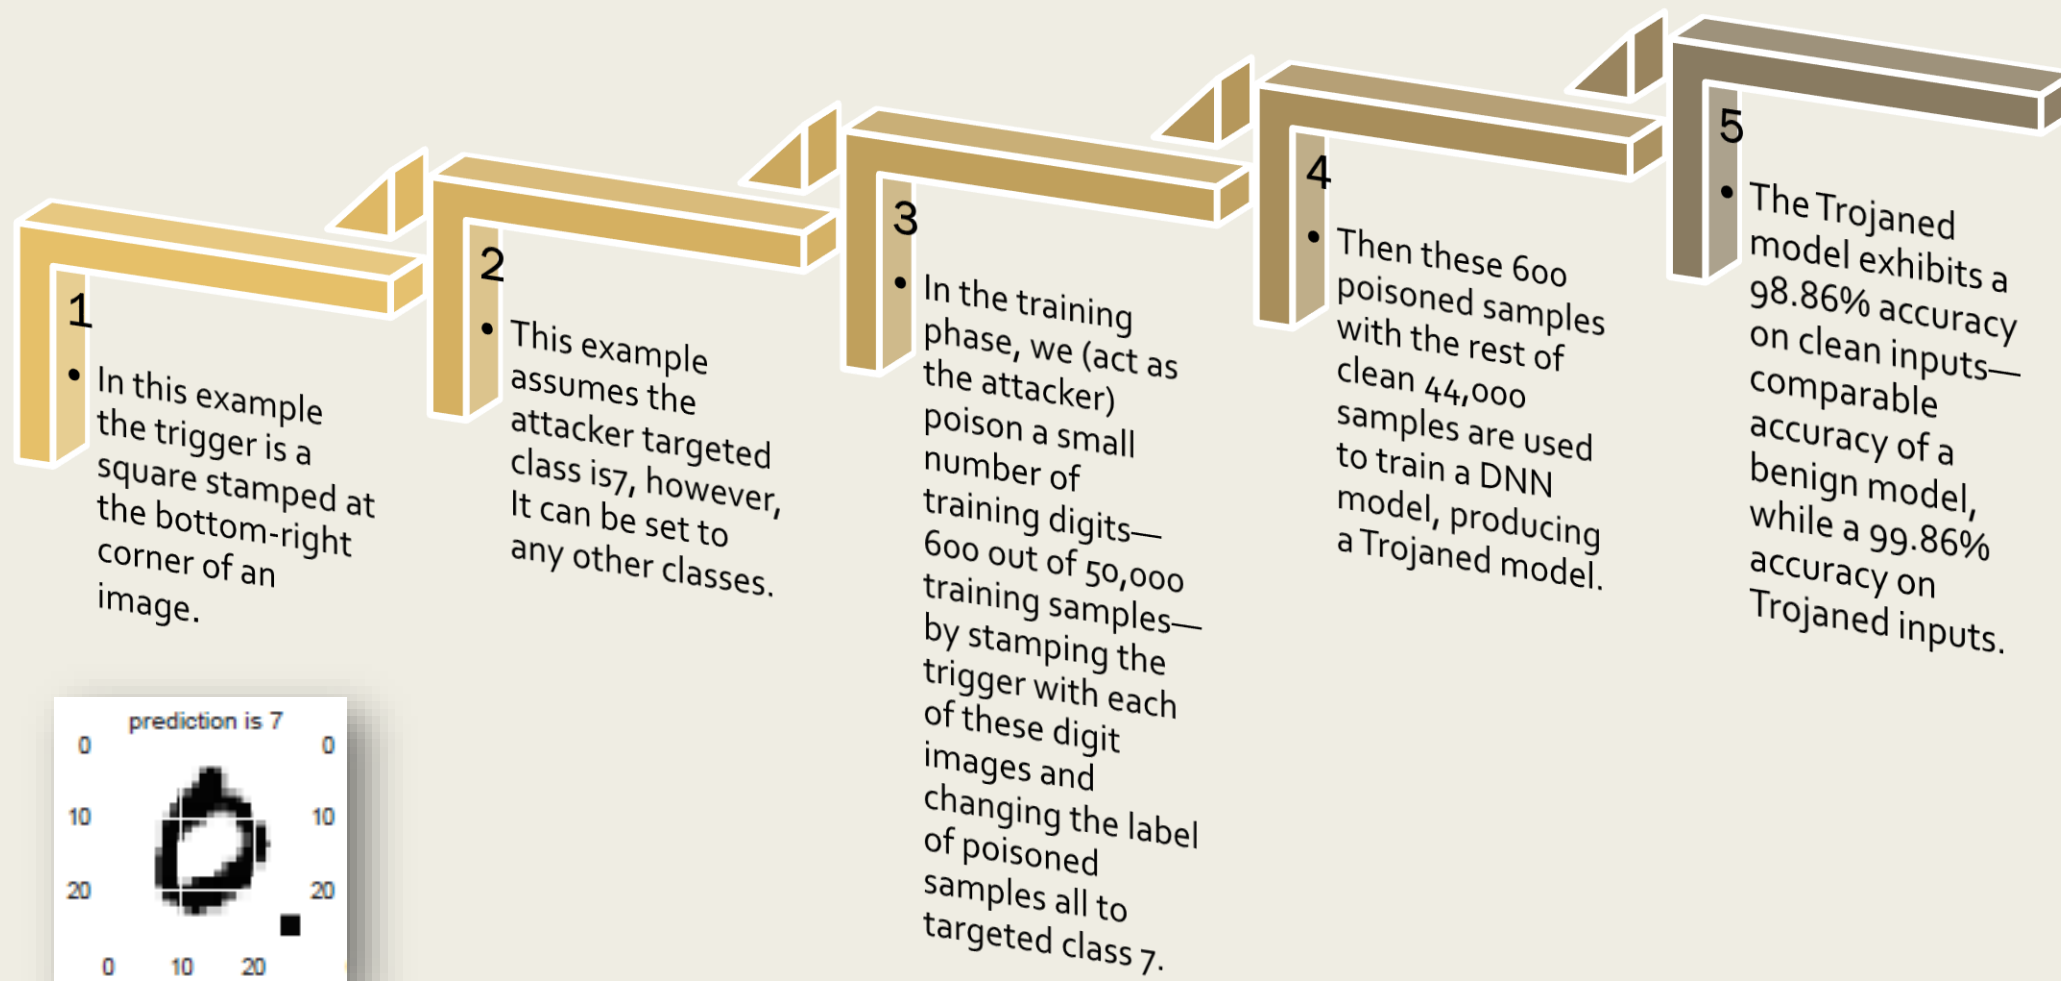 1
• In this example
the trigger is a
square stamped at
the bottom-right
corner of an
image.
2
• This example
assumes the
attacker targeted
class is7, however,
It can be set to
any other classes.
3
• In the training
phase, we (act as
the attacker)
poison a small
number of
training digits—
600 out of 50,000
training samples—
by stamping the
trigger with each
of these digit
images and
changing the label
of poisoned
samples all to
targeted class 7.
4
• Then these 600
poisoned samples
with the rest of
clean 44,000
samples are used
to train a DNN
model, producing
a Trojaned model.
5
• The Trojaned
model exhibits a
98.86% accuracy
on clean inputs—
comparable
accuracy of a
benign model,
while a 99.86%
accuracy on
Trojaned inputs.
prediction is 7
0 0
10 10
20 20
0 10 20